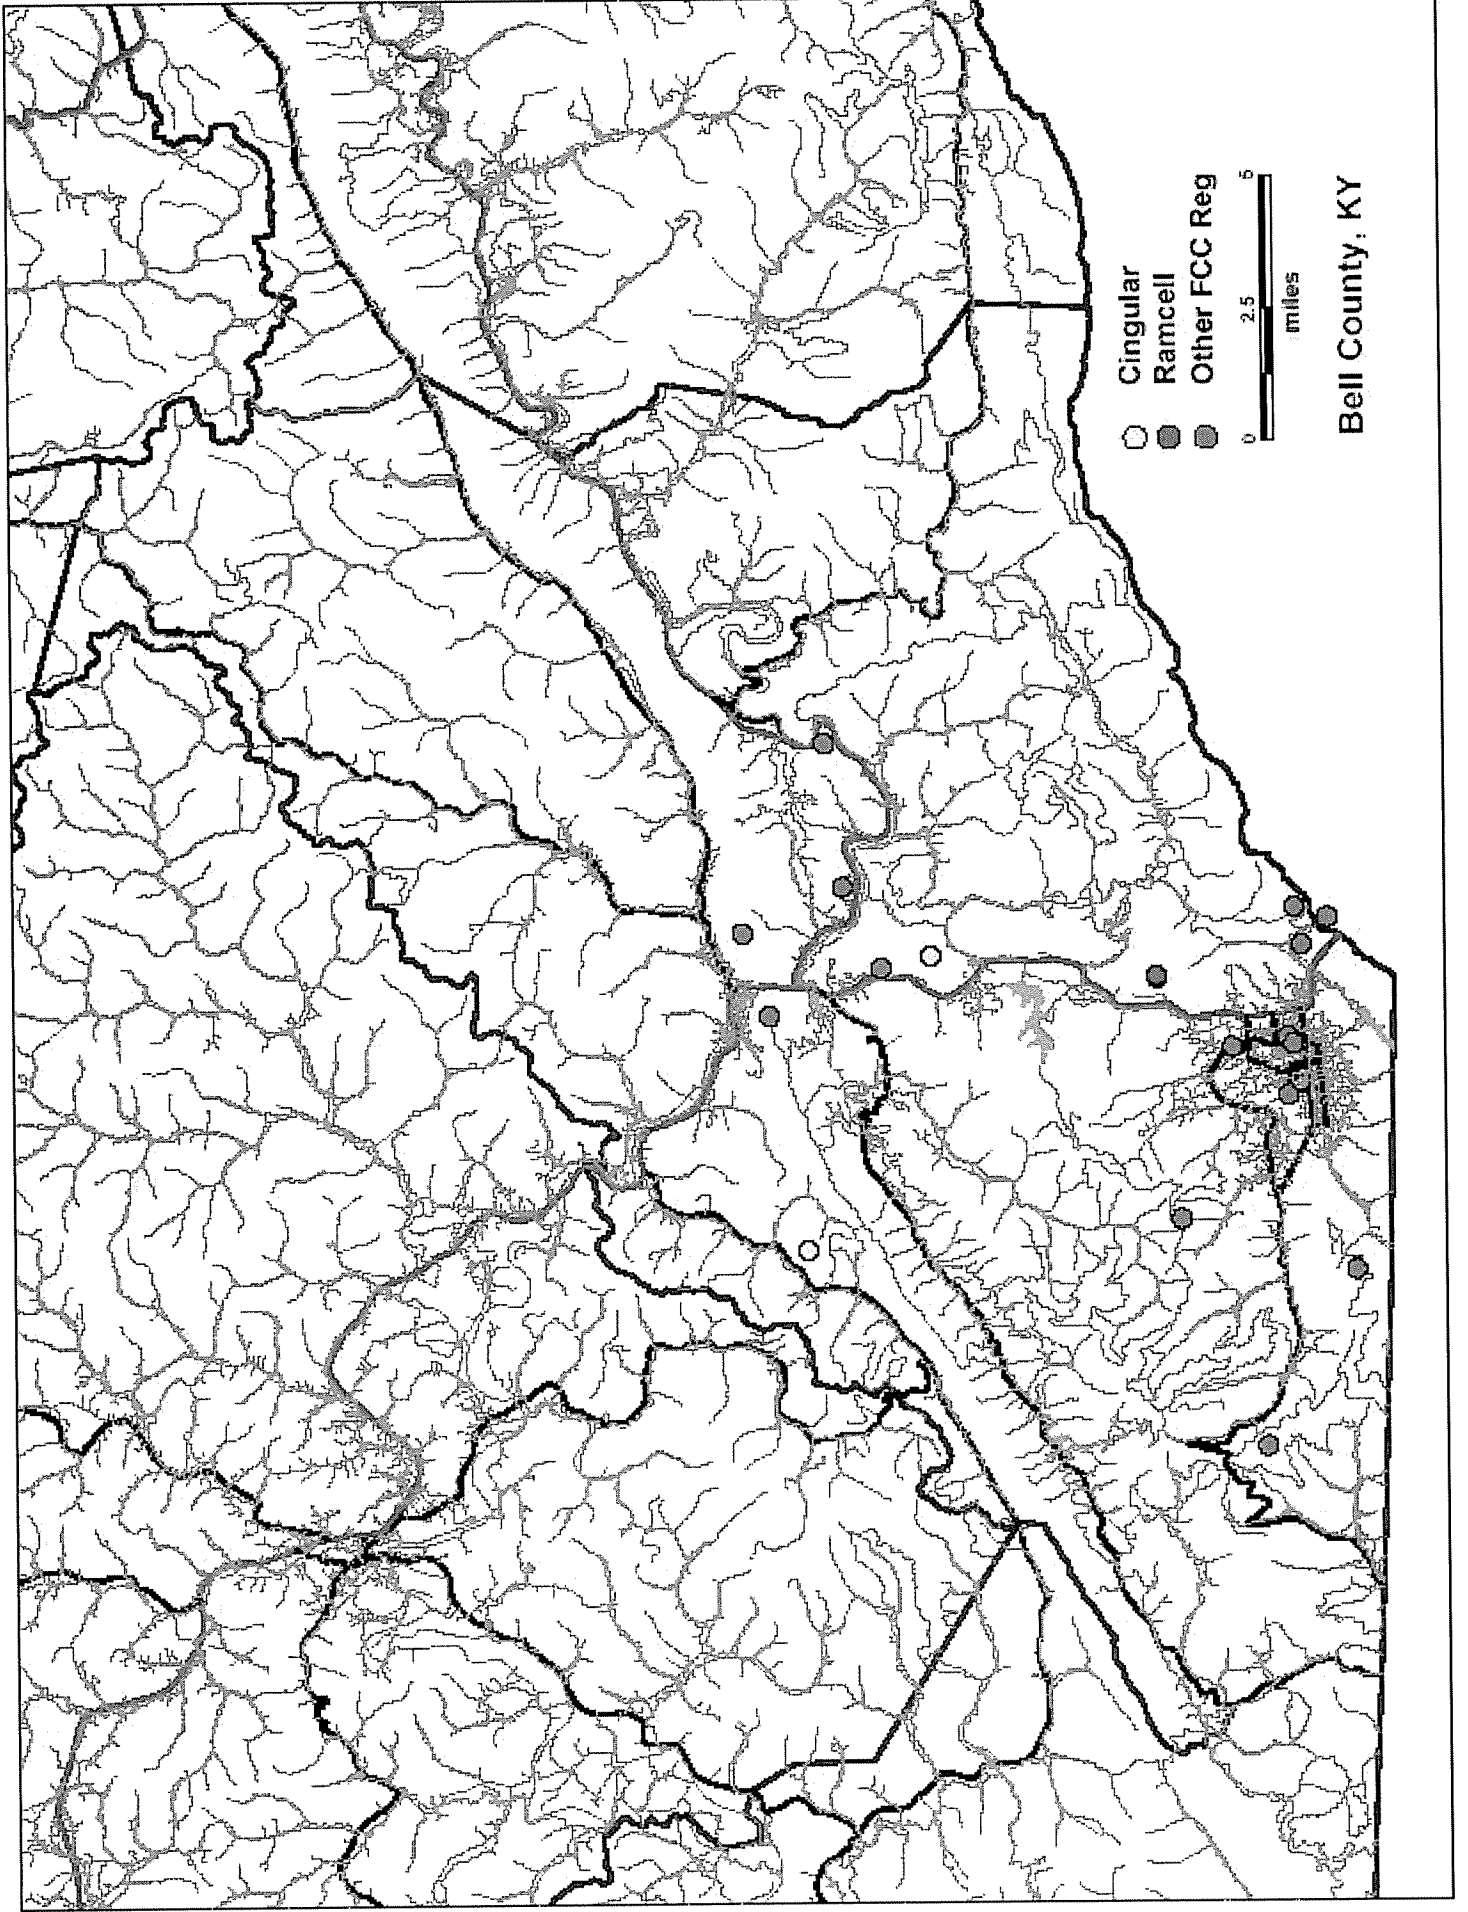 Cingular
Ramcell
Other FCC Reg
0 2.5 5
miles
Bell County, KY